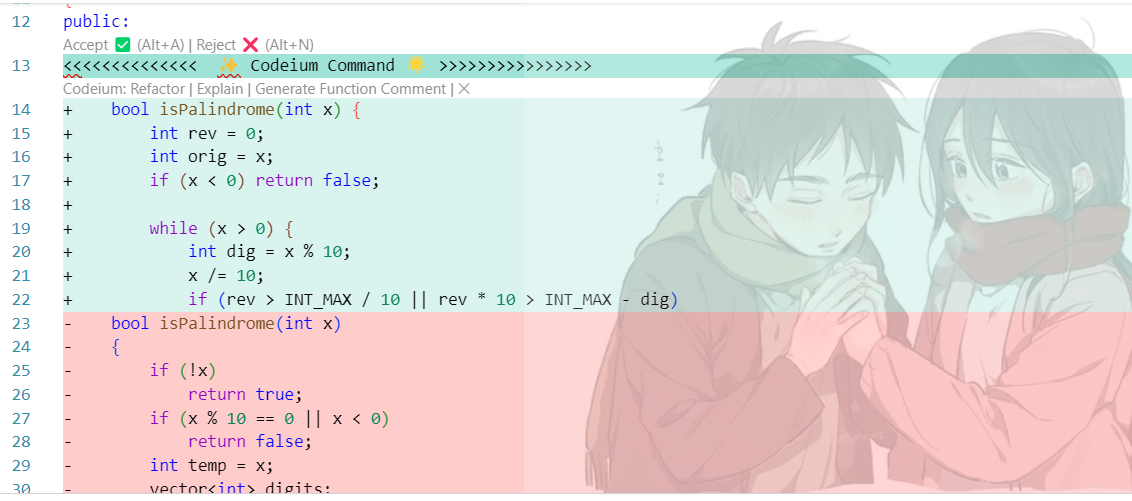 12 public:
Accept ✅ (Alt+A) | Reject ❌ (Alt+N)
13 <<<<<<<<<<<<<< ✨ Codeium Command 🌟 >>>>>>>>>>>>>>>>
Codeium: Refactor | Explain | Generate Function Comment | ×
14 + bool isPalindrome(int x) {
15 + int rev = 0;
16 + int orig = x;
17 + if (x < 0) return false;
18 +
19 + while (x > 0) {
20 + int dig = x % 10;
21 + x /= 10;
22 + if (rev > INT_MAX / 10 || rev * 10 > INT_MAX - dig)
23 - bool isPalindrome(int x)
24 - {
25 - if (!x)
26 - return true;
27 - if (x % 10 == 0 || x < 0)
28 - return false;
29 - int temp = x;
30 - vector<int> digits;